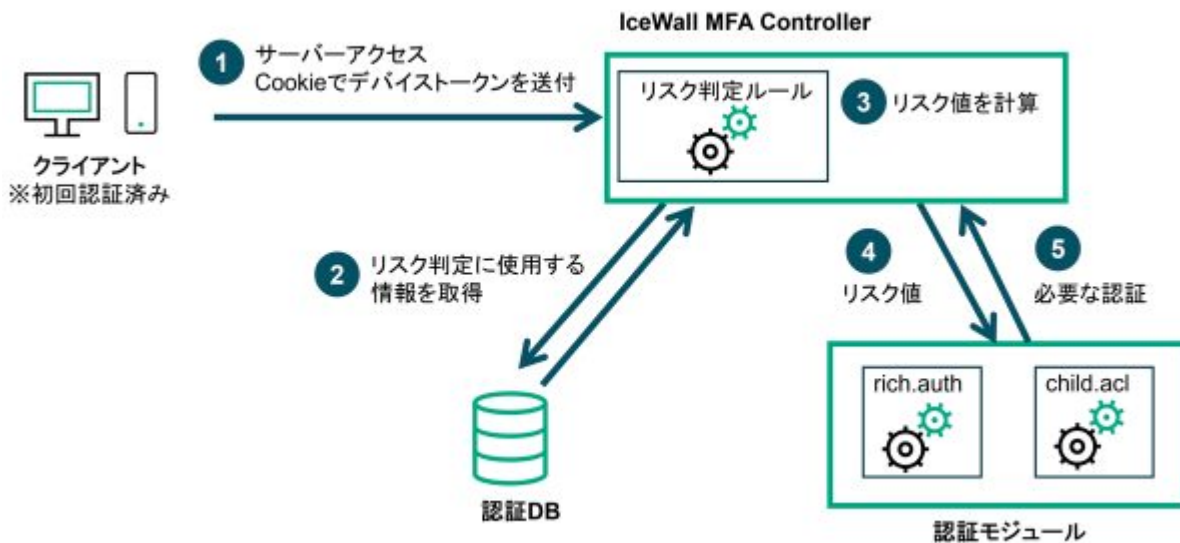 IceWall MFA Controller
1
サーバーアクセス
Cookieでデバイストークンを送付
リスク判定ルール
3
リスク値を計算
クライアント
※初回認証済み
2
リスク判定に使用する
情報を取得
4
リスク値
5
必要な認証
rich.auth
child.acl
認証DB
認証モジュール